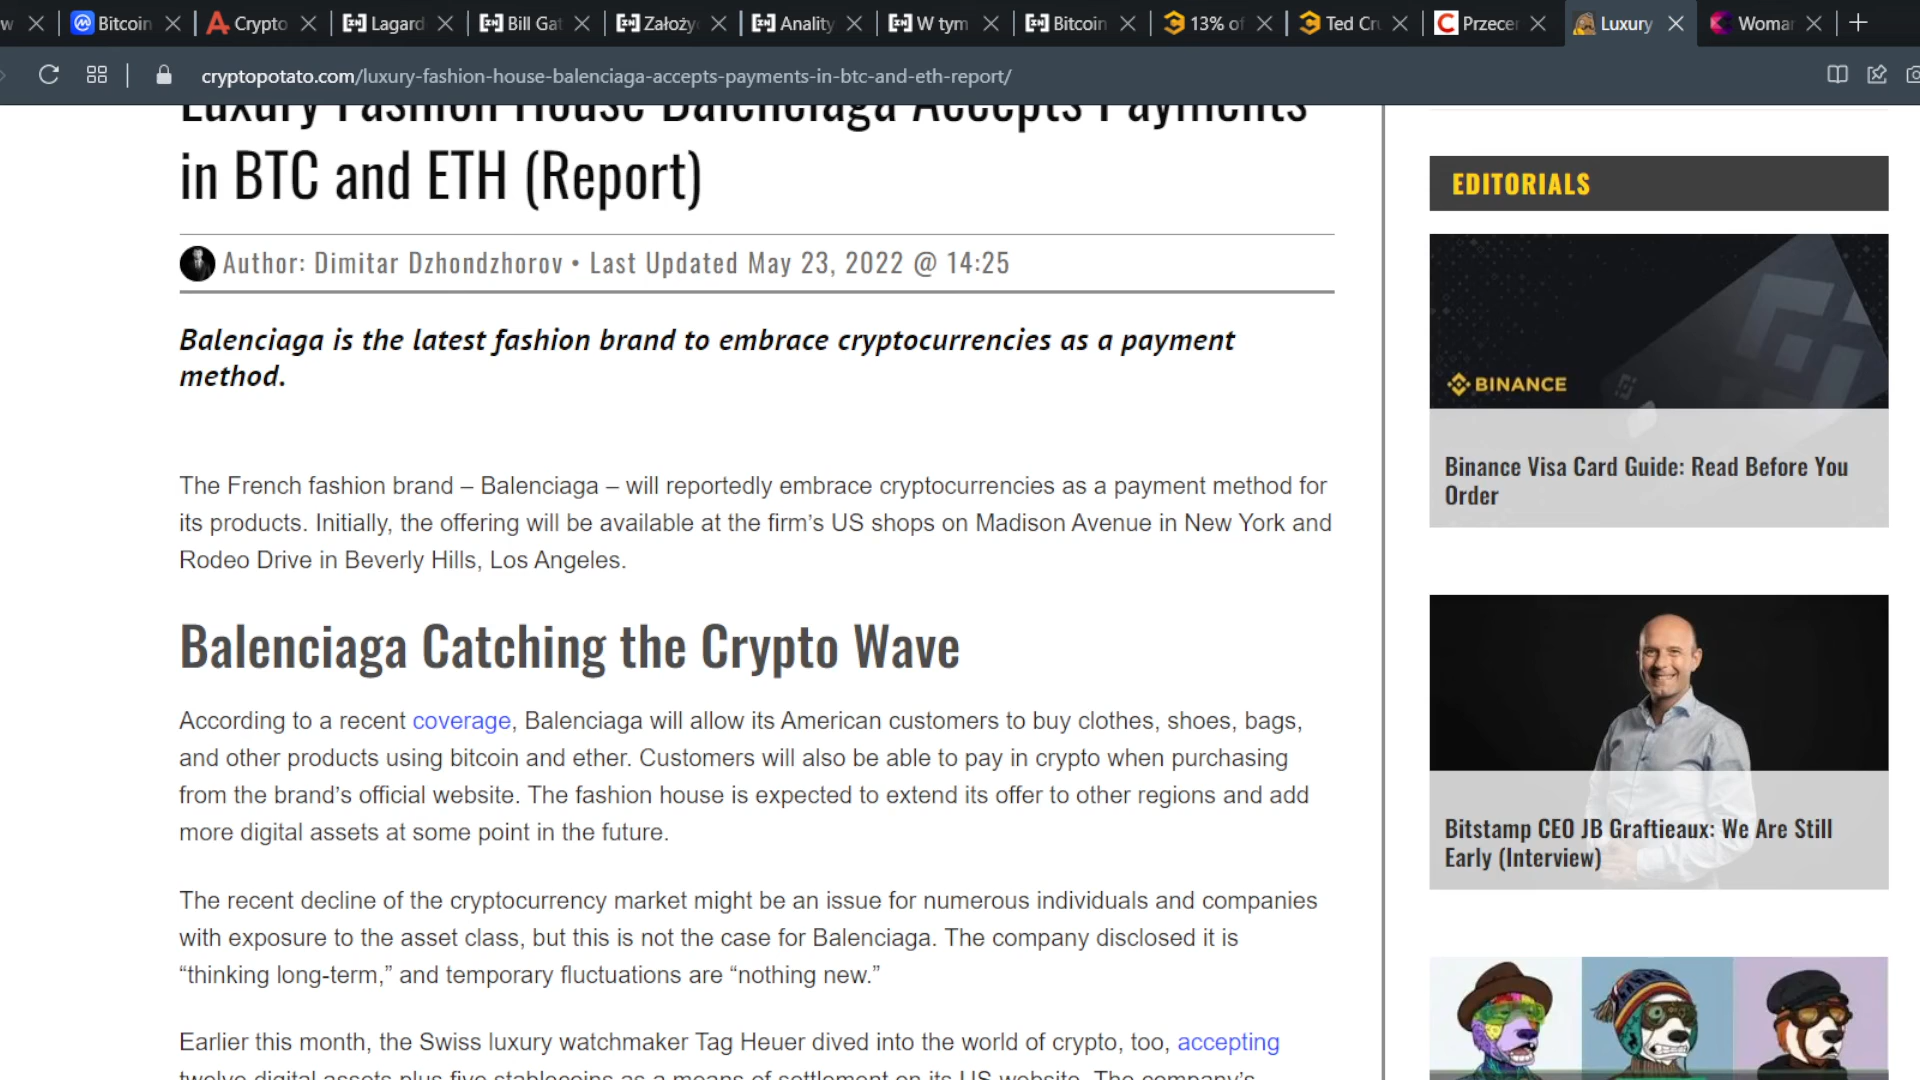 w
Bitcoin
Crypto
Lagard
Bill Gat
Założy
Anality
W tym
Bitcoin
13% of
Ted Cru
Przecen
Luxury
Woman
cryptopotato.com/luxury-fashion-house-balenciaga-accepts-payments-in-btc-and-eth-report/
Luxury Fashion House Balenciaga Accepts Payments
in BTC and ETH (Report)
Author: Dimitar Dzhondzhorov • Last Updated May 23, 2022 @ 14:25
Balenciaga is the latest fashion brand to embrace cryptocurrencies as a payment
method.
The French fashion brand – Balenciaga – will reportedly embrace cryptocurrencies as a payment method for
its products. Initially, the offering will be available at the firm’s US shops on Madison Avenue in New York and
Rodeo Drive in Beverly Hills, Los Angeles.
Balenciaga Catching the Crypto Wave
According to a recent coverage, Balenciaga will allow its American customers to buy clothes, shoes, bags,
and other products using bitcoin and ether. Customers will also be able to pay in crypto when purchasing
from the brand’s official website. The fashion house is expected to extend its offer to other regions and add
more digital assets at some point in the future.
The recent decline of the cryptocurrency market might be an issue for numerous individuals and companies
with exposure to the asset class, but this is not the case for Balenciaga. The company disclosed it is
“thinking long-term,” and temporary fluctuations are “nothing new.”
Earlier this month, the Swiss luxury watchmaker Tag Heuer dived into the world of crypto, too, accepting
twelve digital assets plus five stablecoins as a means of settlement on its US website. The company’s
EDITORIALS
BINANCE
Binance Visa Card Guide: Read Before You
Order
Bitstamp CEO JB Graftieaux: We Are Still
Early (Interview)